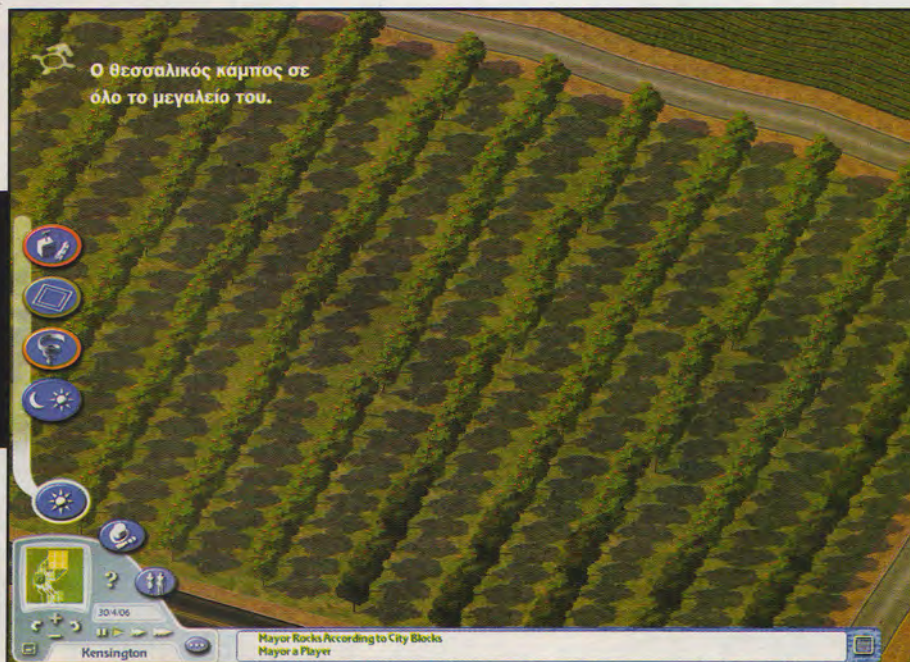 Ο θεσσαλικός κάμπος σε
όλο το μεγαλείο του.
?
30/4/06
Kensington
Mayor Rocks According to City Blocks
Mayor a Player